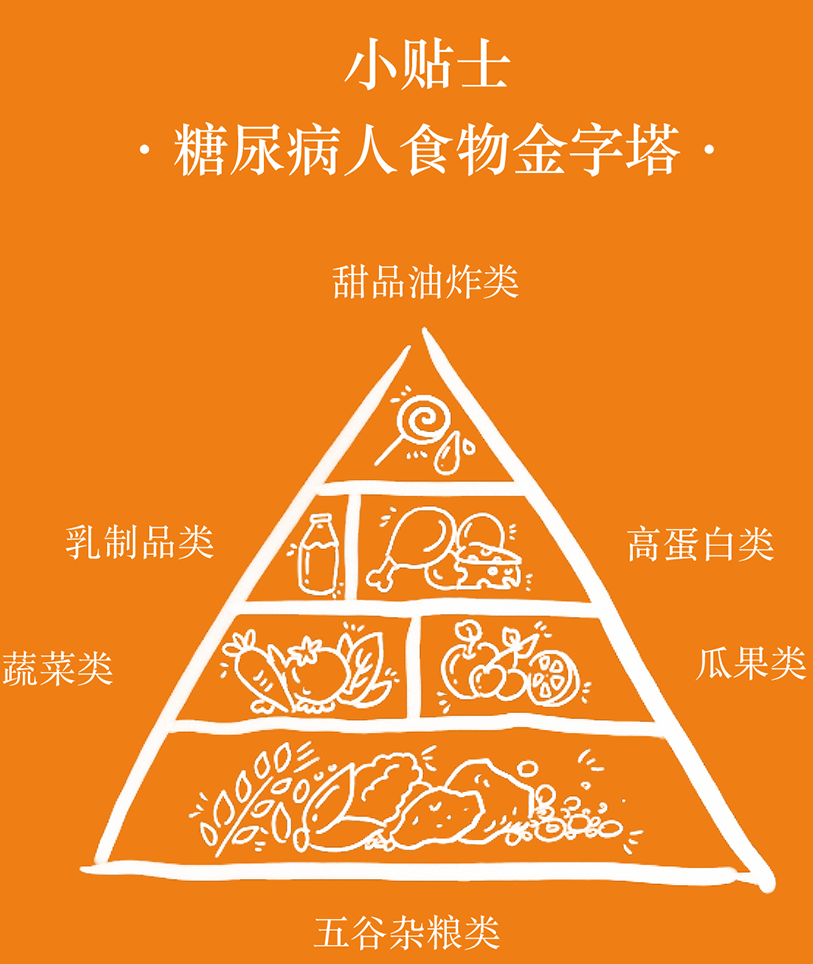 小贴士
·糖尿病人食物金字塔·
甜品油炸类
乳制品类
高蛋白类
蔬菜类
瓜果类
五谷杂粮类